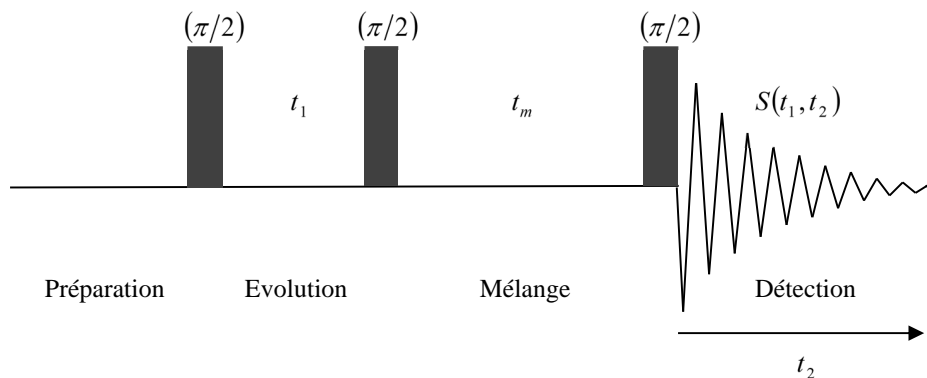 (π/2) (π/2) (π/2)
t₁ tₘ S(t₁, t₂)
Préparation Evolution Mélange Détection
t₂